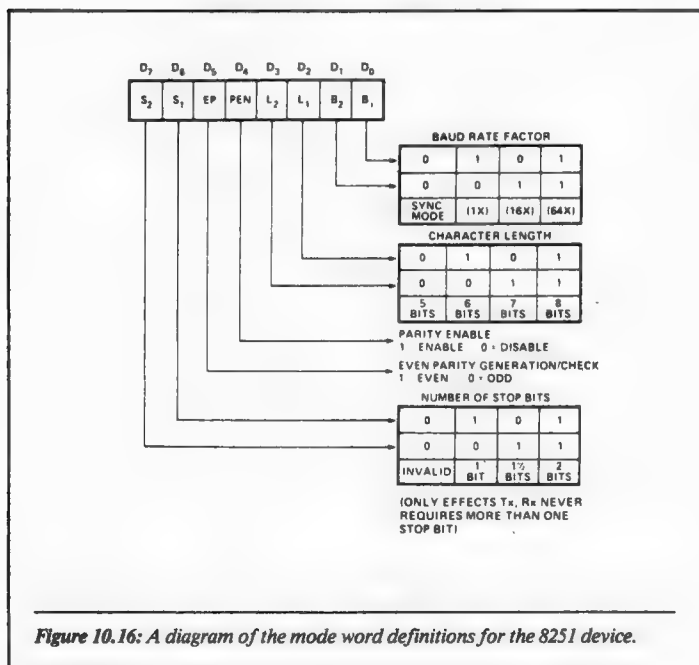 D₇ D₆ D₅ D₄ D₃ D₂ D₁ D₀
S₂ S₁ EP PEN L₂ L₁ B₂ B₁
BAUD RATE FACTOR
0 1 0 1
0 0 1 1
SYNC MODE (1X) (16X) (64X)
CHARACTER LENGTH
0 1 0 1
0 0 1 1
5 BITS 6 BITS 7 BITS 8 BITS
PARITY ENABLE
1 ENABLE 0 = DISABLE
EVEN PARITY GENERATION/CHECK
1 EVEN 0 = ODD
NUMBER OF STOP BITS
0 1 0 1
0 0 1 1
INVALID 1 BIT 1½ BITS 2 BITS
(ONLY EFFECTS Tx, Rx NEVER
REQUIRES MORE THAN ONE
STOP BIT)
Figure 10.16: A diagram of the mode word definitions for the 8251 device.